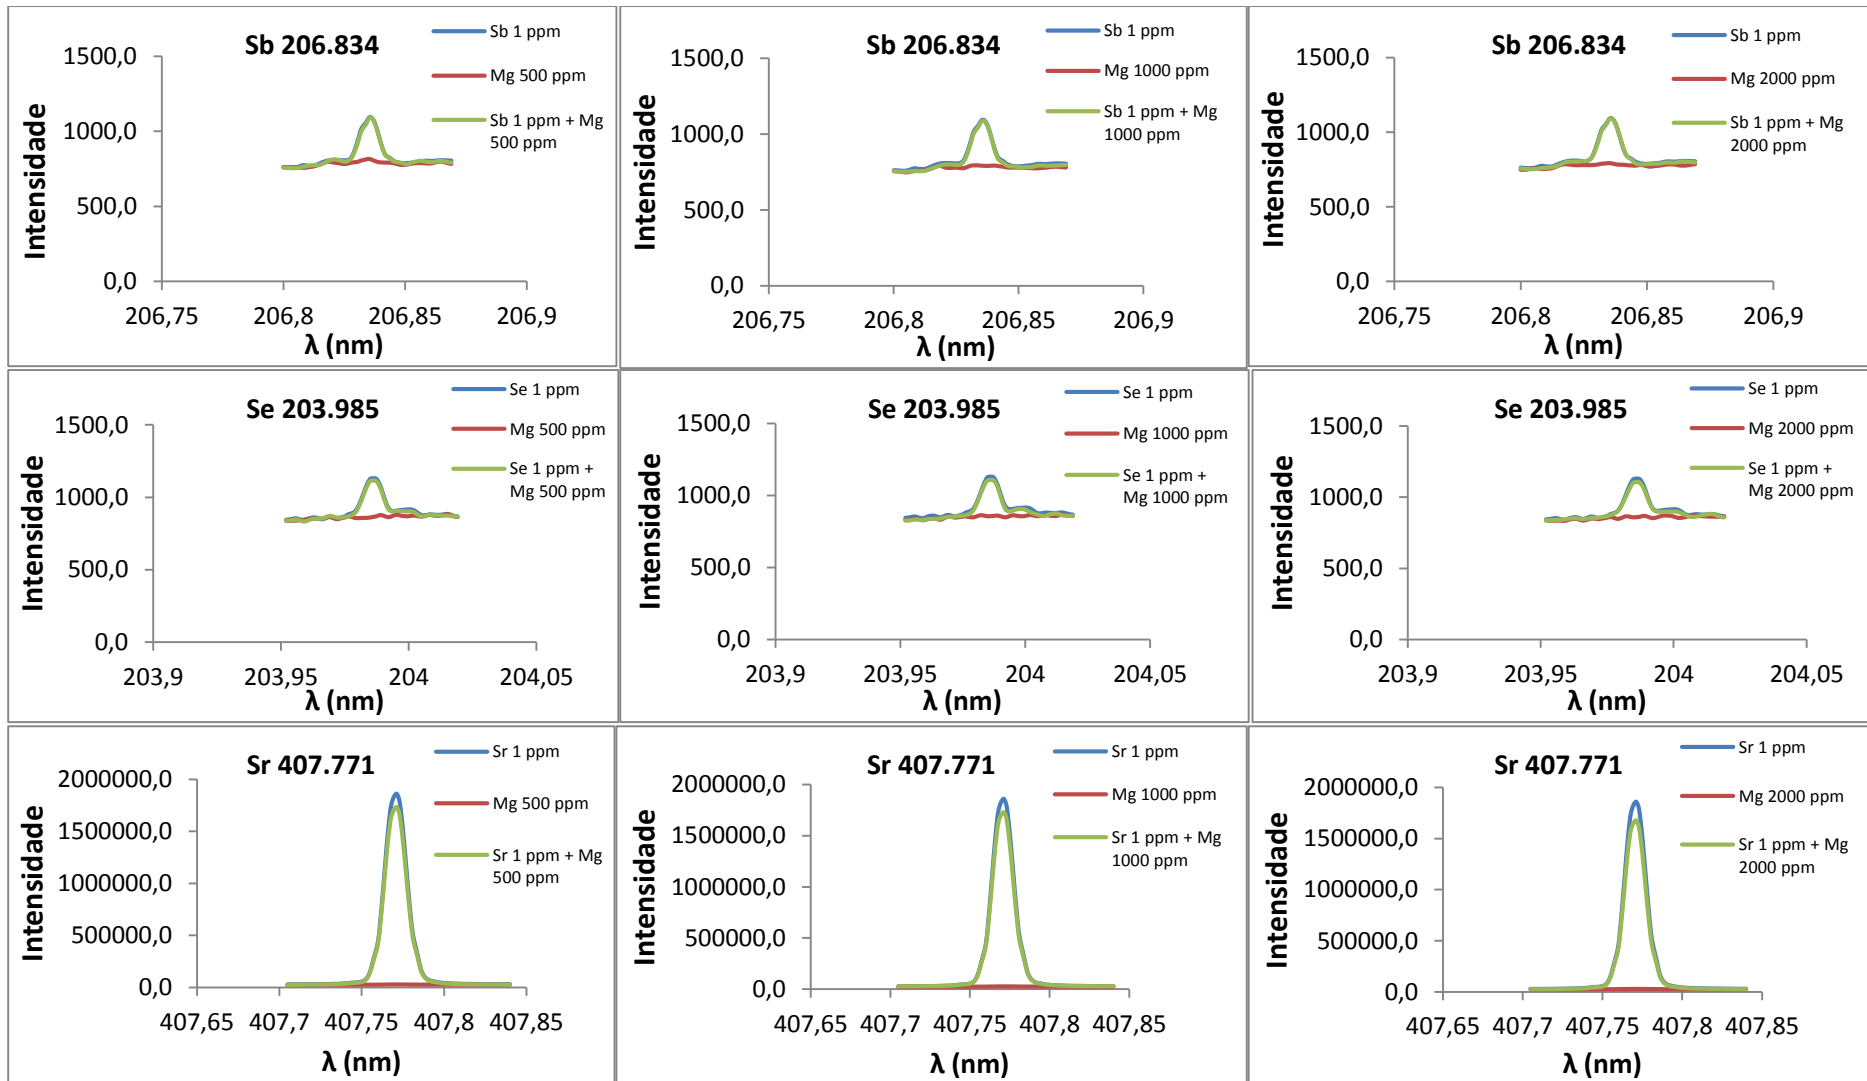 Sb 206.834
Sb 1 ppm
Mg 500 ppm
Sb 1 ppm + Mg
500 ppm
Intensidade
1500,0
1000,0
500,0
0,0
206,75 206,8 206,85 206,9
λ (nm)
Sb 206.834
Sb 1 ppm
Mg 1000 ppm
Sb 1 ppm + Mg
1000 ppm
Intensidade
1500,0
1000,0
500,0
0,0
206,75 206,8 206,85 206,9
λ (nm)
Sb 206.834
Sb 1 ppm
Mg 2000 ppm
Sb 1 ppm + Mg
2000 ppm
Intensidade
1500,0
1000,0
500,0
0,0
206,75 206,8 206,85 206,9
λ (nm)
Se 203.985
Se 1 ppm
Mg 500 ppm
Se 1 ppm +
Mg 500 ppm
Intensidade
1500,0
1000,0
500,0
0,0
203,9 203,95 204 204,05
λ (nm)
Se 203.985
Se 1 ppm
Mg 1000 ppm
Se 1 ppm +
Mg 1000 ppm
Intensidade
1500,0
1000,0
500,0
0,0
203,9 203,95 204 204,05
λ (nm)
Se 203.985
Se 1 ppm
Mg 2000 ppm
Se 1 ppm +
Mg 2000 ppm
Intensidade
1500,0
1000,0
500,0
0,0
203,9 203,95 204 204,05
λ (nm)
Sr 407.771
Sr 1 ppm
Mg 500 ppm
Sr 1 ppm + Mg
500 ppm
Intensidade
2000000,0
1500000,0
1000000,0
500000,0
0,0
407,65 407,7 407,75 407,8 407,85
λ (nm)
Sr 407.771
Sr 1 ppm
Mg 1000 ppm
Sr 1 ppm + Mg
1000 ppm
Intensidade
2000000,0
1500000,0
1000000,0
500000,0
0,0
407,65 407,7 407,75 407,8 407,85
λ (nm)
Sr 407.771
Sr 1 ppm
Mg 2000 ppm
Sr 1 ppm + Mg
2000 ppm
Intensidade
2000000,0
1500000,0
1000000,0
500000,0
0,0
407,65 407,7 407,75 407,8 407,85
λ (nm)